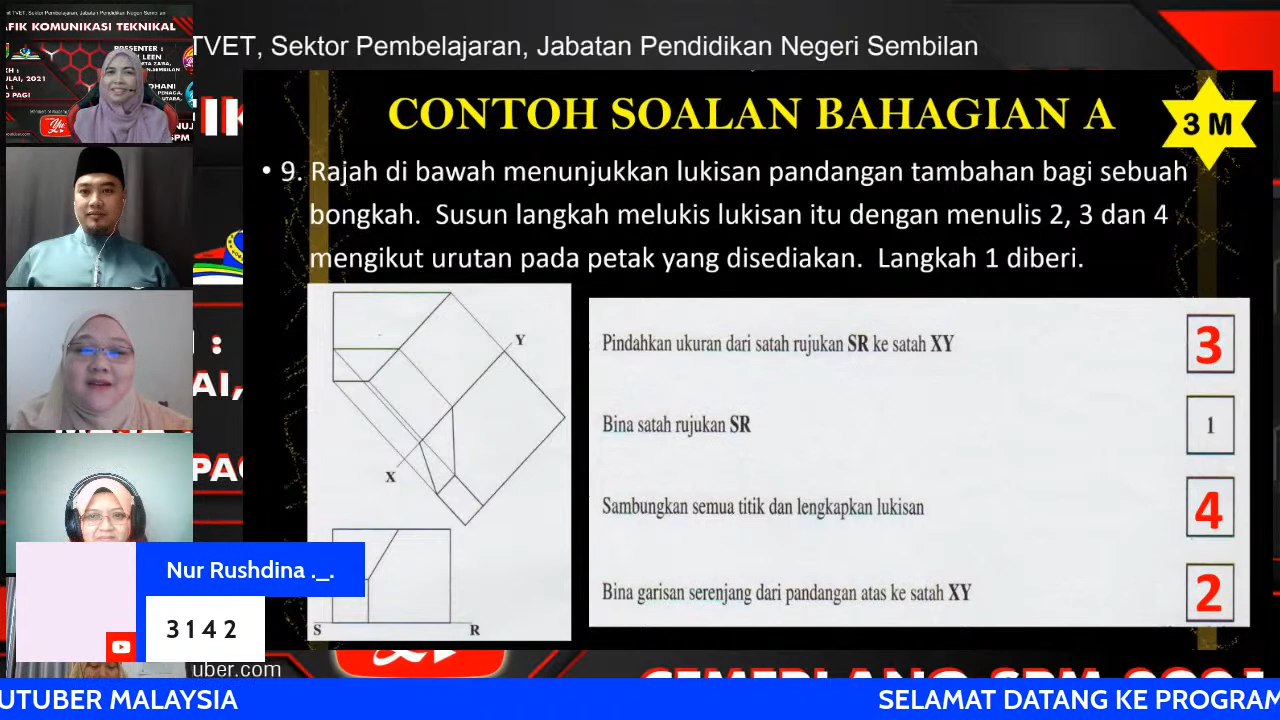 TVET, Sektor Pembelajaran, Jabatan Pendidikan Negeri Sembilan
CONTOH SOALAN BAHAGIAN A
3 M
• 9. Rajah di bawah menunjukkan lukisan pandangan tambahan bagi sebuah
bongkah. Susun langkah melukis lukisan itu dengan menulis 2, 3 dan 4
mengikut urutan pada petak yang disediakan. Langkah 1 diberi.
Y
X
S
R
Pindahkan ukuran dari satah rujukan SR ke satah XY
3
Bina satah rujukan SR
1
Sambungkan semua titik dan lengkapkan lukisan
4
Bina garisan serenjang dari pandangan atas ke satah XY
2
Nur Rushdina ._.
3 1 4 2
uber.com
UTUBER MALAYSIA
SELAMAT DATANG KE PROGRAM